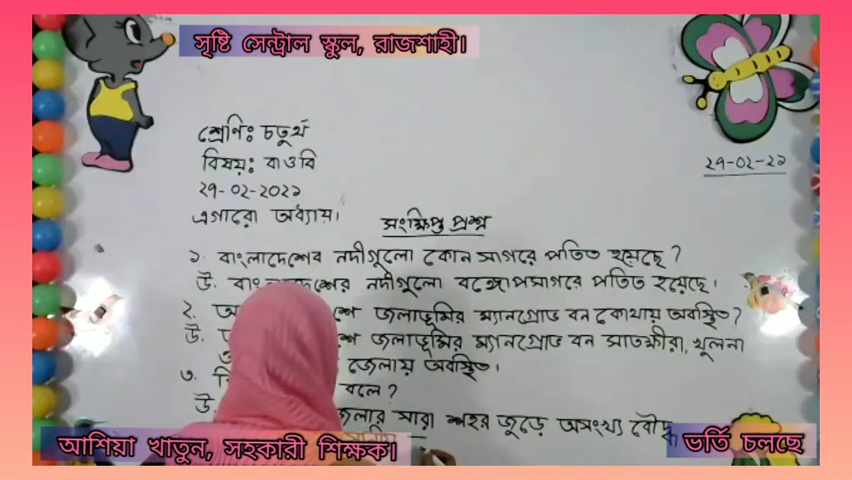 সৃষ্টি সেন্ট্রাল স্কুল, রাজশাহী।
শ্রেণিঃ চতুর্থ
বিষয়ঃ বাওবি
২৭-০২-২০২১
২৭-০২-২১
এগারো অধ্যায়।
সংক্ষিপ্ত প্রশ্ন
১. বাংলাদেশের নদীগুলো কোন সাগরে পতিত হয়েছে?
উ. বাংলাদেশের নদীগুলো বঙ্গোপসাগরে পতিত হয়েছে।
২. জলাভূমির ম্যানগ্রোভ বন কোথায় অবস্থিত?
উ. জলাভূমির ম্যানগ্রোভ বন সাতক্ষীরা, খুলনা
জেলায় অবস্থিত।
৩. বলে?
উ. জেলার সারা শহর জুড়ে অসংখ্য বৌদ্ধ
আশিয়া খাতুন, সহকারী শিক্ষক।
ভর্তি চলছে